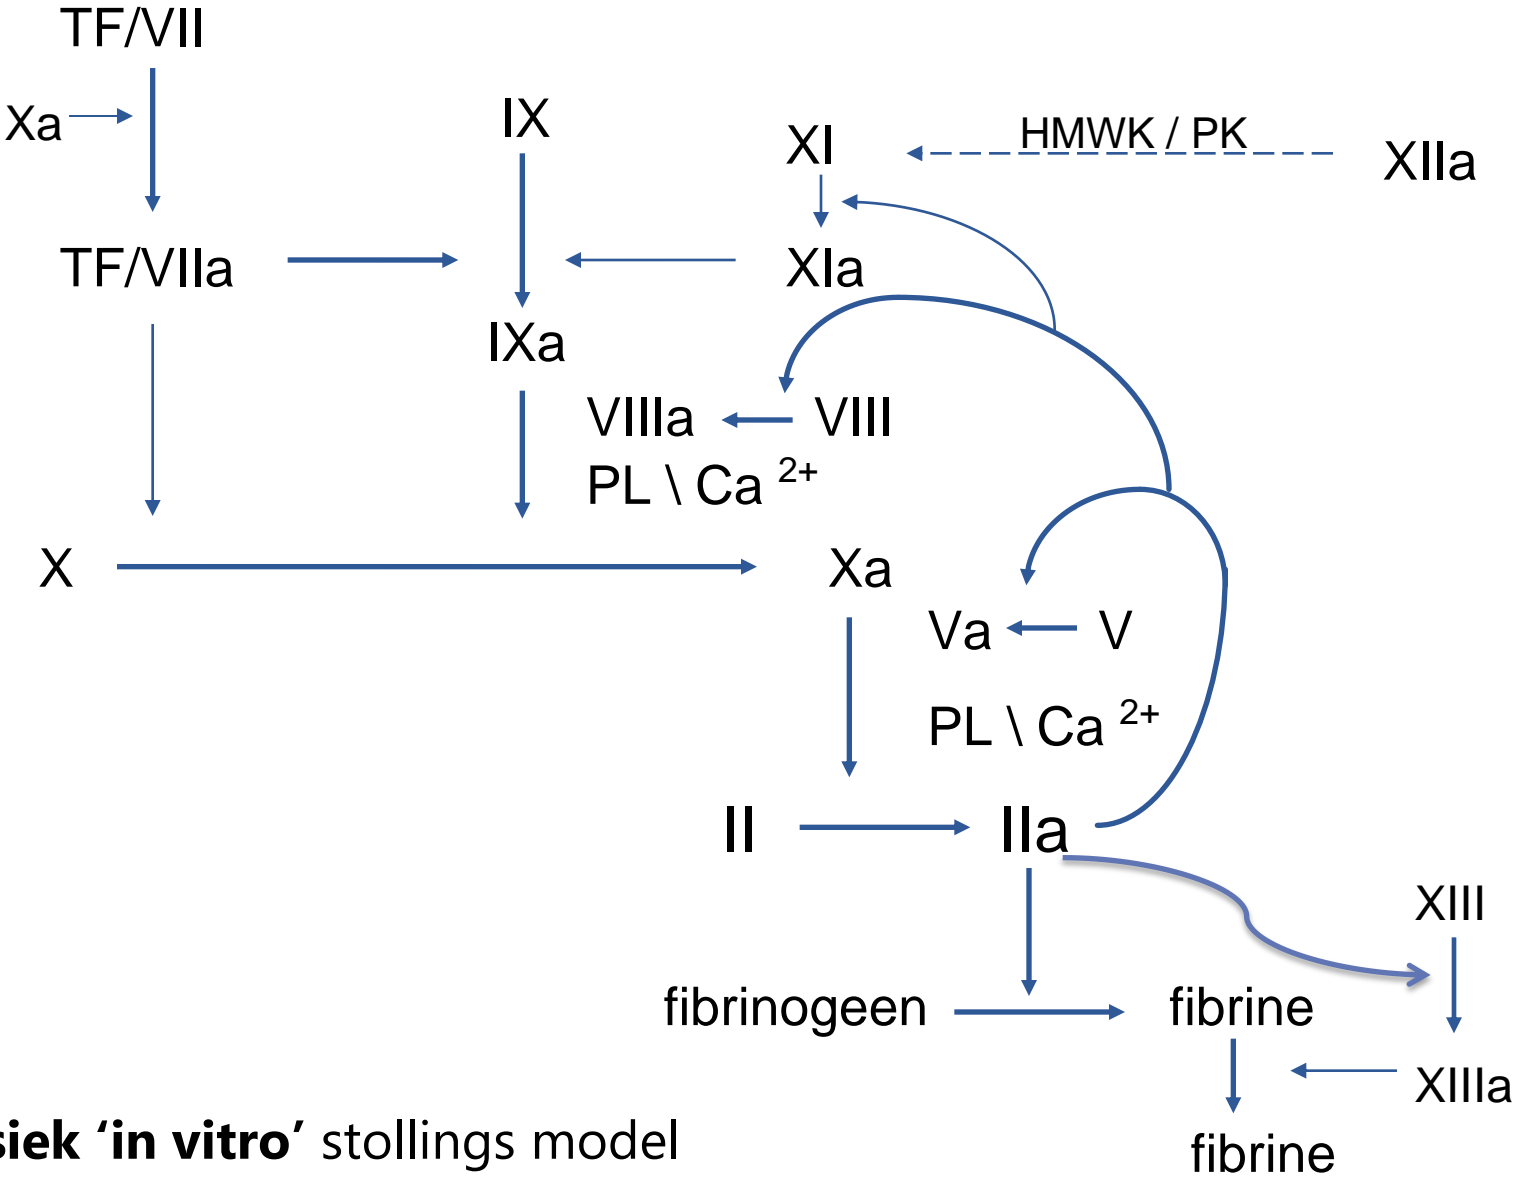 TF/VII
Xa
IX
XI
HMWK / PK
XIIa
TF/VIIa
XIa
IXa
VIIIa
VIII
PL \ Ca 2+
X
Xa
Va
V
PL \ Ca 2+
II
IIa
XIII
fibrinogeen
fibrine
XIIIa
siek ‘in vitro’ stollings model
fibrine